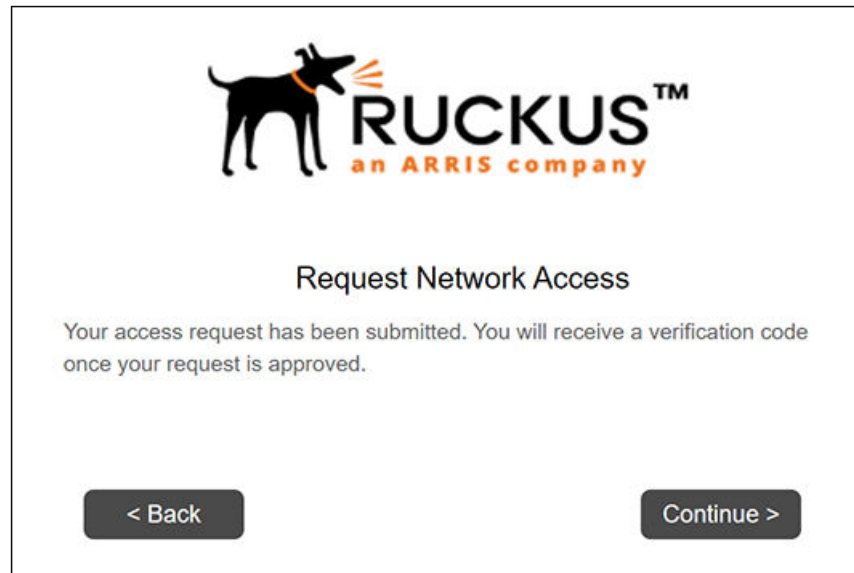 RUCKUS™
an ARRIS company
Request Network Access
Your access request has been submitted. You will receive a verification code
once your request is approved.
< Back
Continue >